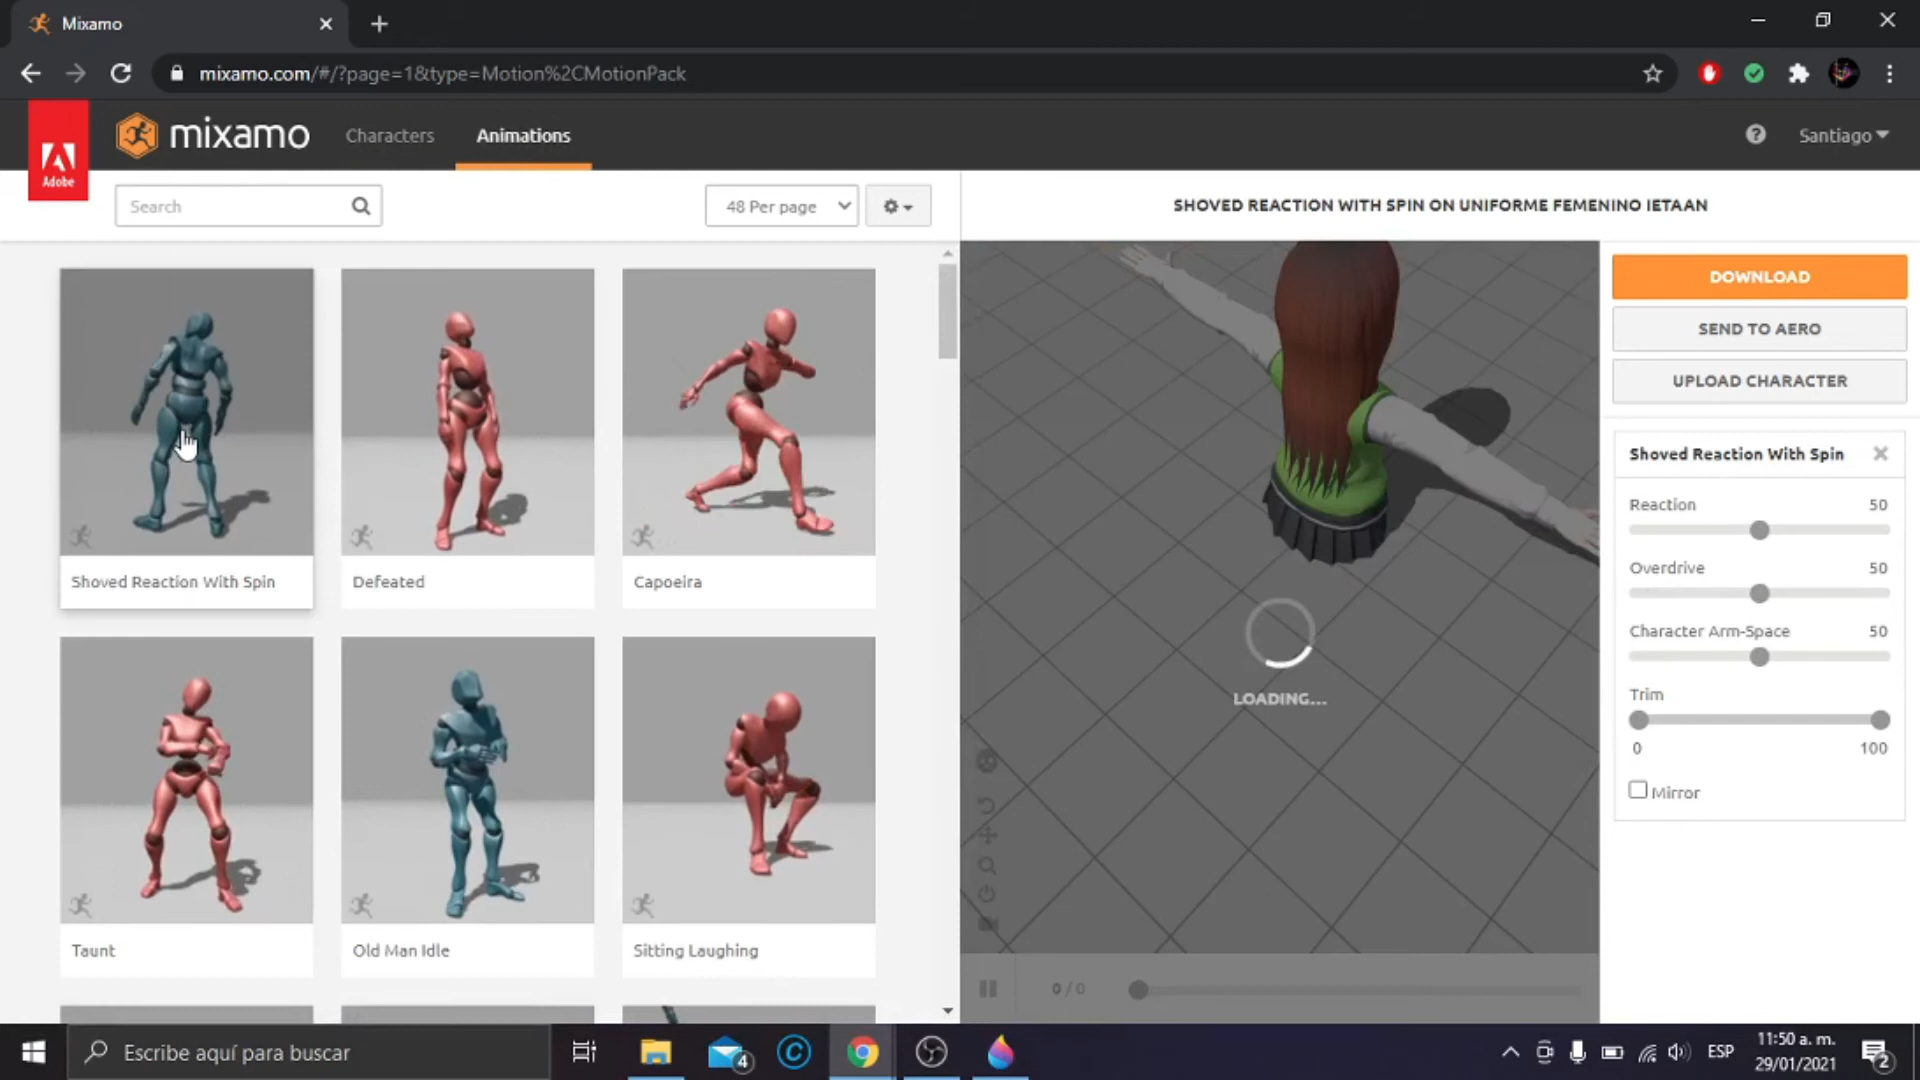 Mixamo
mixamo.com/#/?page=1&type=Motion%2CMotionPack
Adobe
mixamo
Characters
Animations
Santiago
Search
48 Per page
SHOVED REACTION WITH SPIN ON UNIFORME FEMENINO IETAAN
DOWNLOAD
SEND TO AERO
UPLOAD CHARACTER
Shoved Reaction With Spin
Reaction 50
Overdrive 50
Character Arm-Space 50
Trim
0 100
Mirror
Shoved Reaction With Spin
Defeated
Capoeira
Taunt
Old Man Idle
Sitting Laughing
LOADING...
0 / 0
Escribe aquí para buscar
4
ESP
11:50 a. m.
29/01/2021
2